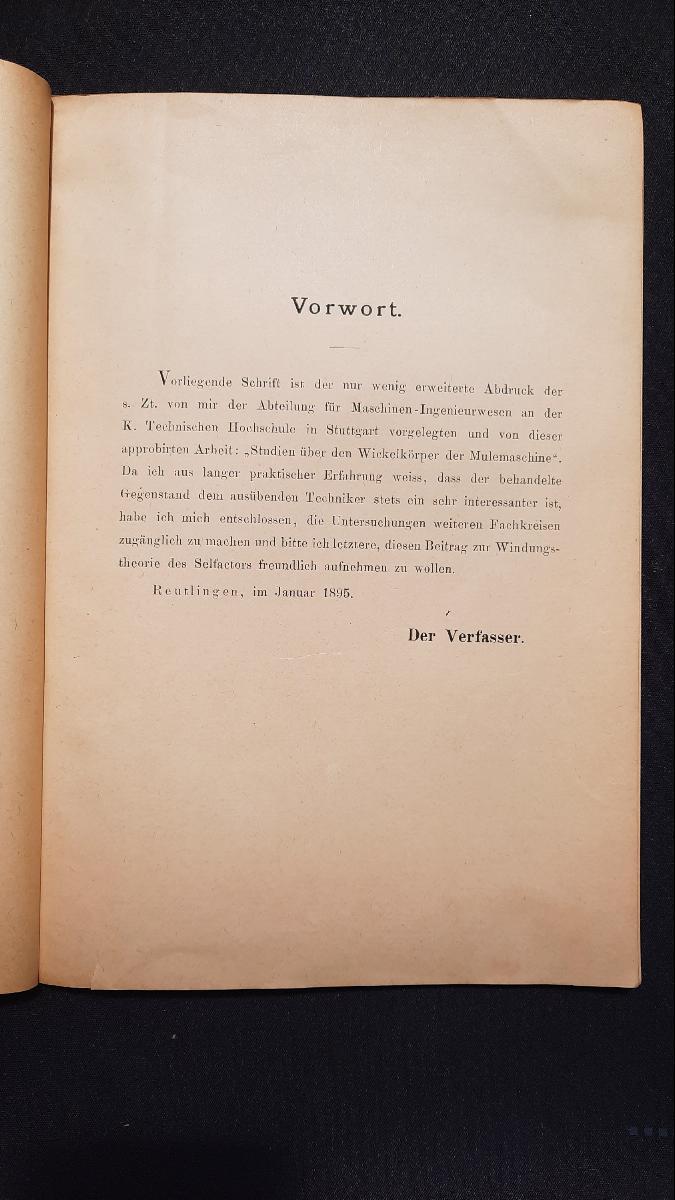 Vorwort.
Vorliegende Schrift ist der nur wenig erweiterte Abdruck der
s. Zt. von mir der Abteilung für Maschinen-Ingenieurwesen an der
K. Technischen Hochschule in Stuttgart vorgelegten und von dieser
approbirten Arbeit: „Studien über den Wickelkörper der Mulemaschine“.
Da ich aus langer praktischer Erfahrung weiss, dass der behandelte
Gegenstand dem ausübenden Techniker stets ein sehr interessanter ist,
habe ich mich entschlossen, die Untersuchungen weiteren Fachkreisen
zugänglich zu machen und bitte ich letztere, diesen Beitrag zur Windungs-
theorie des Selfactors freundlich aufnehmen zu wollen.
Reutlingen, im Januar 1895.
Der Verfasser.